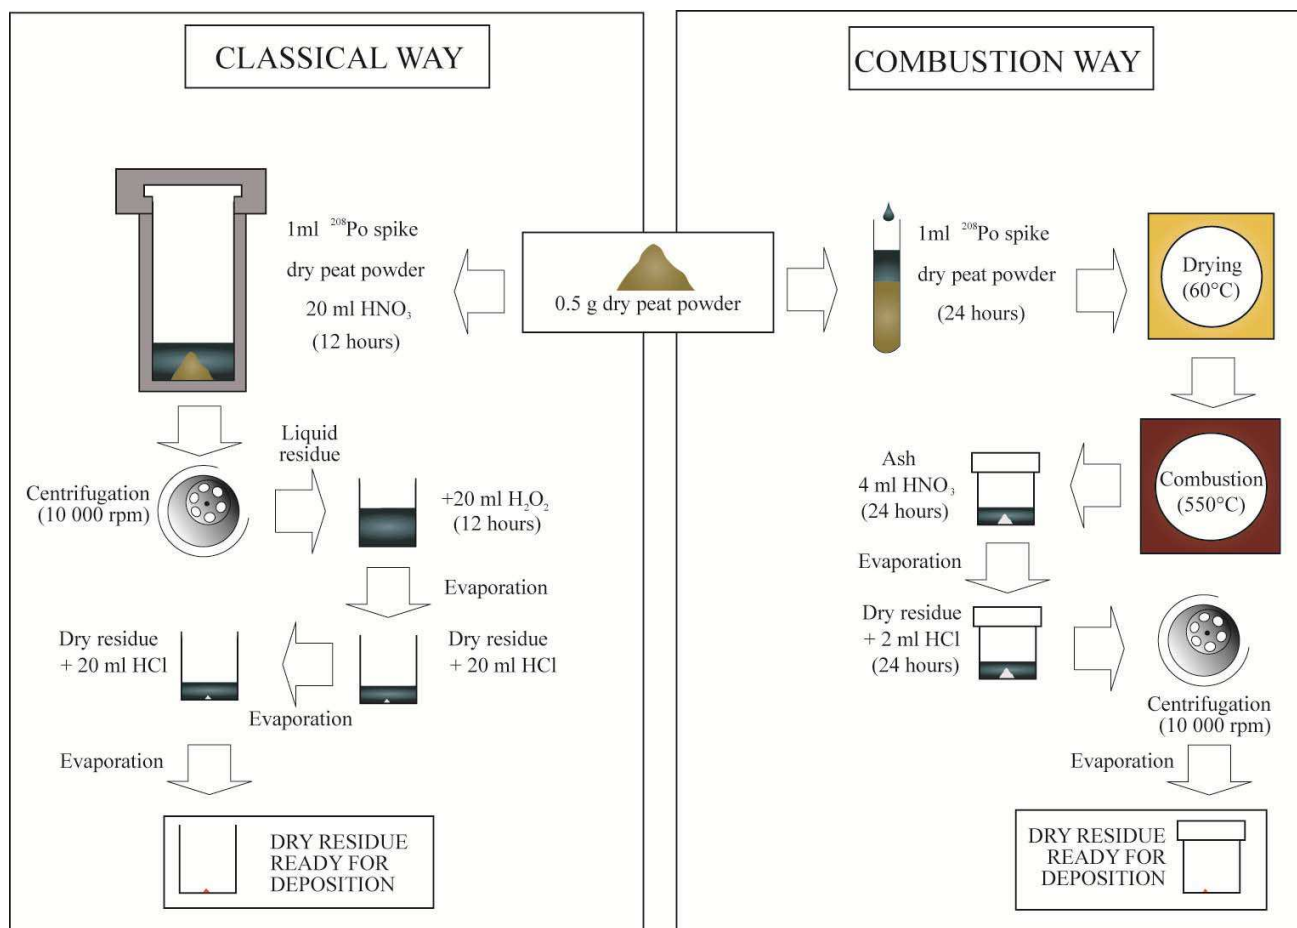 CLASSICAL WAY
1ml ²⁰⁸Po spike
dry peat powder
20 ml HNO₃
(12 hours)
0.5 g dry peat powder
Centrifugation
(10 000 rpm)
Liquid
residue
+20 ml H₂O₂
(12 hours)
Evaporation
Dry residue
+ 20 ml HCl
Evaporation
Dry residue
+ 20 ml HCl
Evaporation
DRY RESIDUE
READY FOR
DEPOSITION
COMBUSTION WAY
1ml ²⁰⁸Po spike
dry peat powder
(24 hours)
Drying
(60°C)
Combustion
(550°C)
Ash
4 ml HNO₃
(24 hours)
Evaporation
Dry residue
+ 2 ml HCl
(24 hours)
Centrifugation
(10 000 rpm)
Evaporation
DRY RESIDUE
READY FOR
DEPOSITION